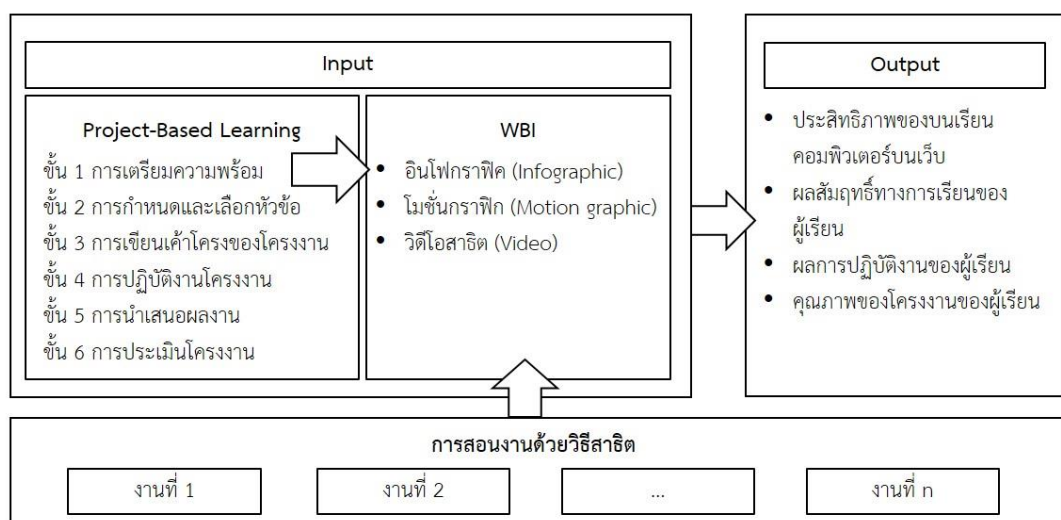 Input
Project-Based Learning
ขั้น 1 การเตรียมความพร้อม
ขั้น 2 การกำหนดและเลือกหัวข้อ
ขั้น 3 การเขียนเค้าโครงของโครงงาน
ขั้น 4 การปฏิบัติงานโครงงาน
ขั้น 5 การนำเสนอผลงาน
ขั้น 6 การประเมินโครงงาน
WBI
• อินโฟกราฟิค (Infographic)
• โมชั่นกราฟิก (Motion graphic)
• วิดีโอสาธิต (Video)
Output
• ประสิทธิภาพของบนเรียน
คอมพิวเตอร์บนเว็บ
• ผลสัมฤทธิ์ทางการเรียนของ
ผู้เรียน
• ผลการปฏิบัติงานของผู้เรียน
• คุณภาพของโครงงานของผู้เรียน
การสอนงานด้วยวิธีสาธิต
งานที่ 1
งานที่ 2
...
งานที่ n